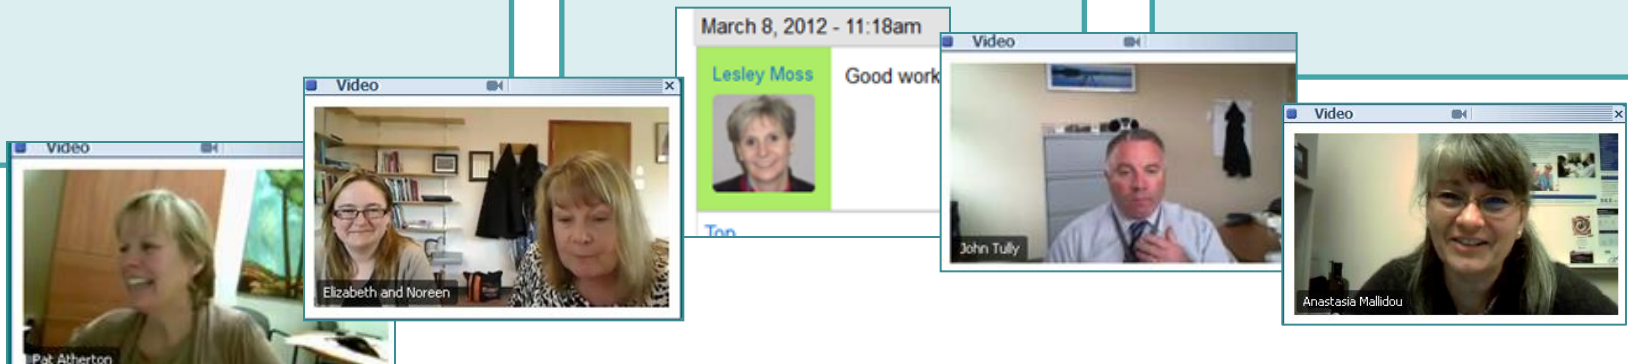 Video
Pat Atherton
Video
Elizabeth and Noreen
March 8, 2012 - 11:18am
Lesley Moss
Good work
Top
Video
John Tully
Video
Anastasia Mallidou